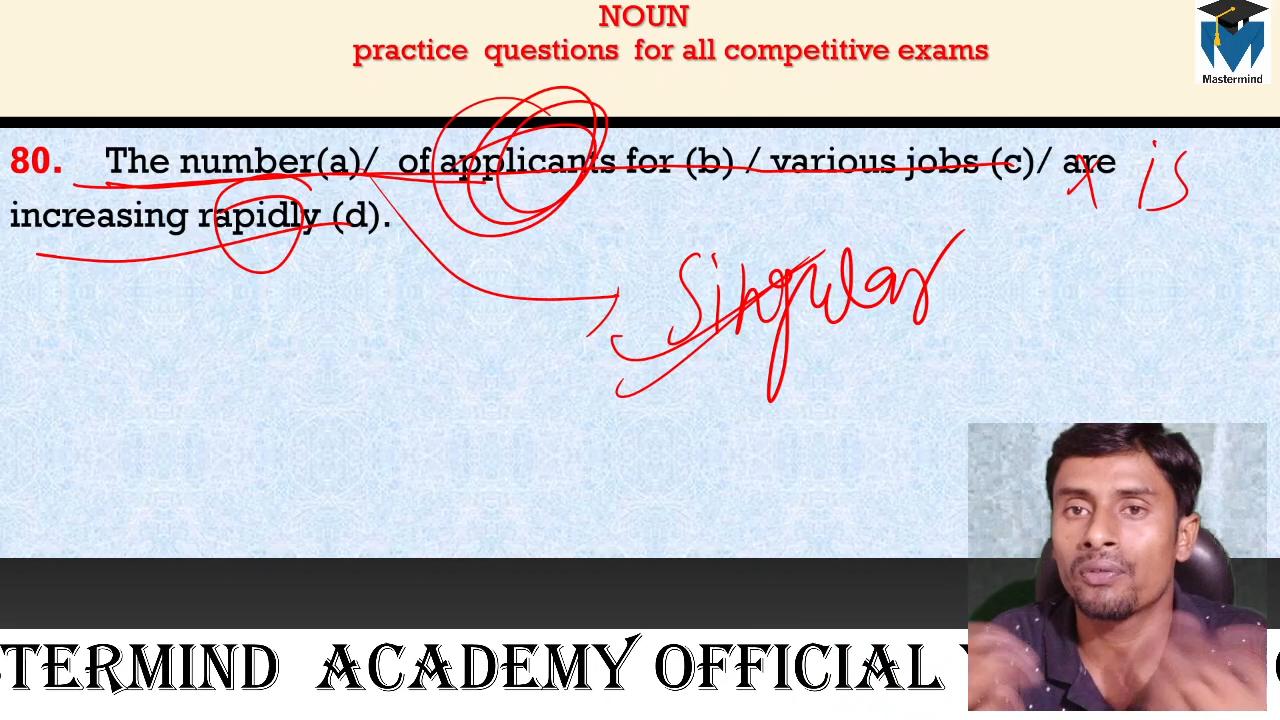 NOUN
practice questions for all competitive exams
Mastermind
80. The number(a)/ of applicants for (b) / various jobs (c)/ are
x is
increasing rapidly (d).
Singular
STERMIND ACADEMY OFFICIAL